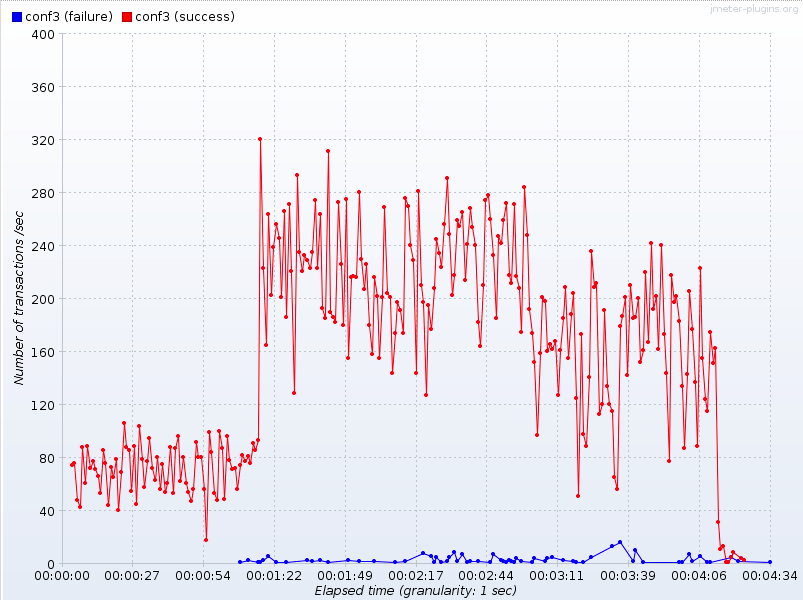 jmeter-plugins.org
conf3 (failure) conf3 (success)
400
360
320
280
240
200
160
120
80
40
0
Number of transactions /sec
00:00:00 00:00:27 00:00:54 00:01:22 00:01:49 00:02:17 00:02:44 00:03:11 00:03:39 00:04:06 00:04:34
Elapsed time (granularity: 1 sec)